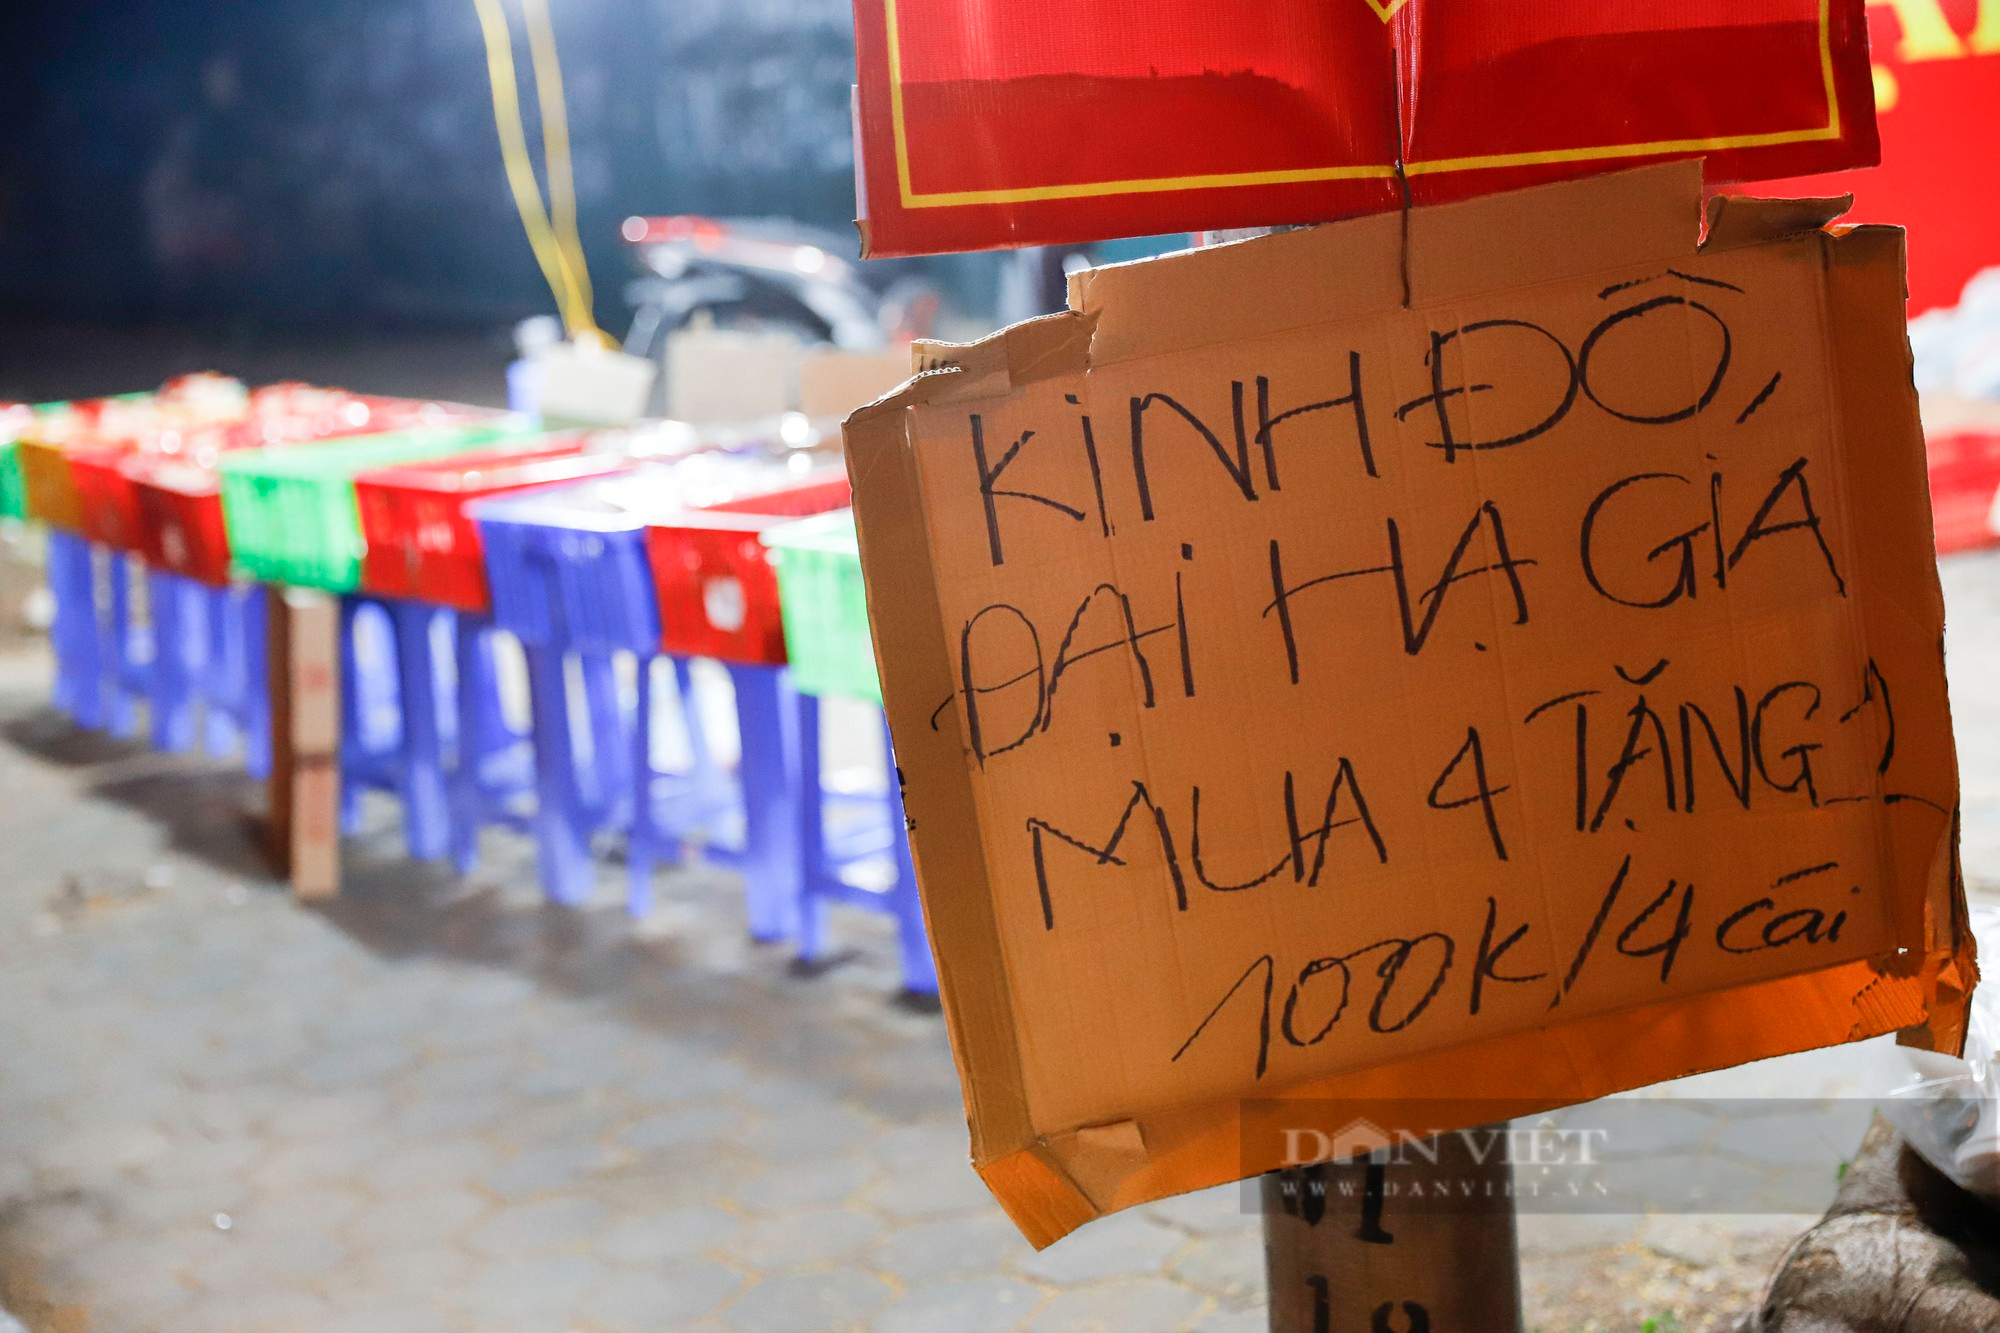 KINH ĐÔ,
ĐẠI HẠ GIÁ
MUA 4 TẶNG 1
100K/4 cái
DÂN VIỆT
WWW.DANVIET.VN